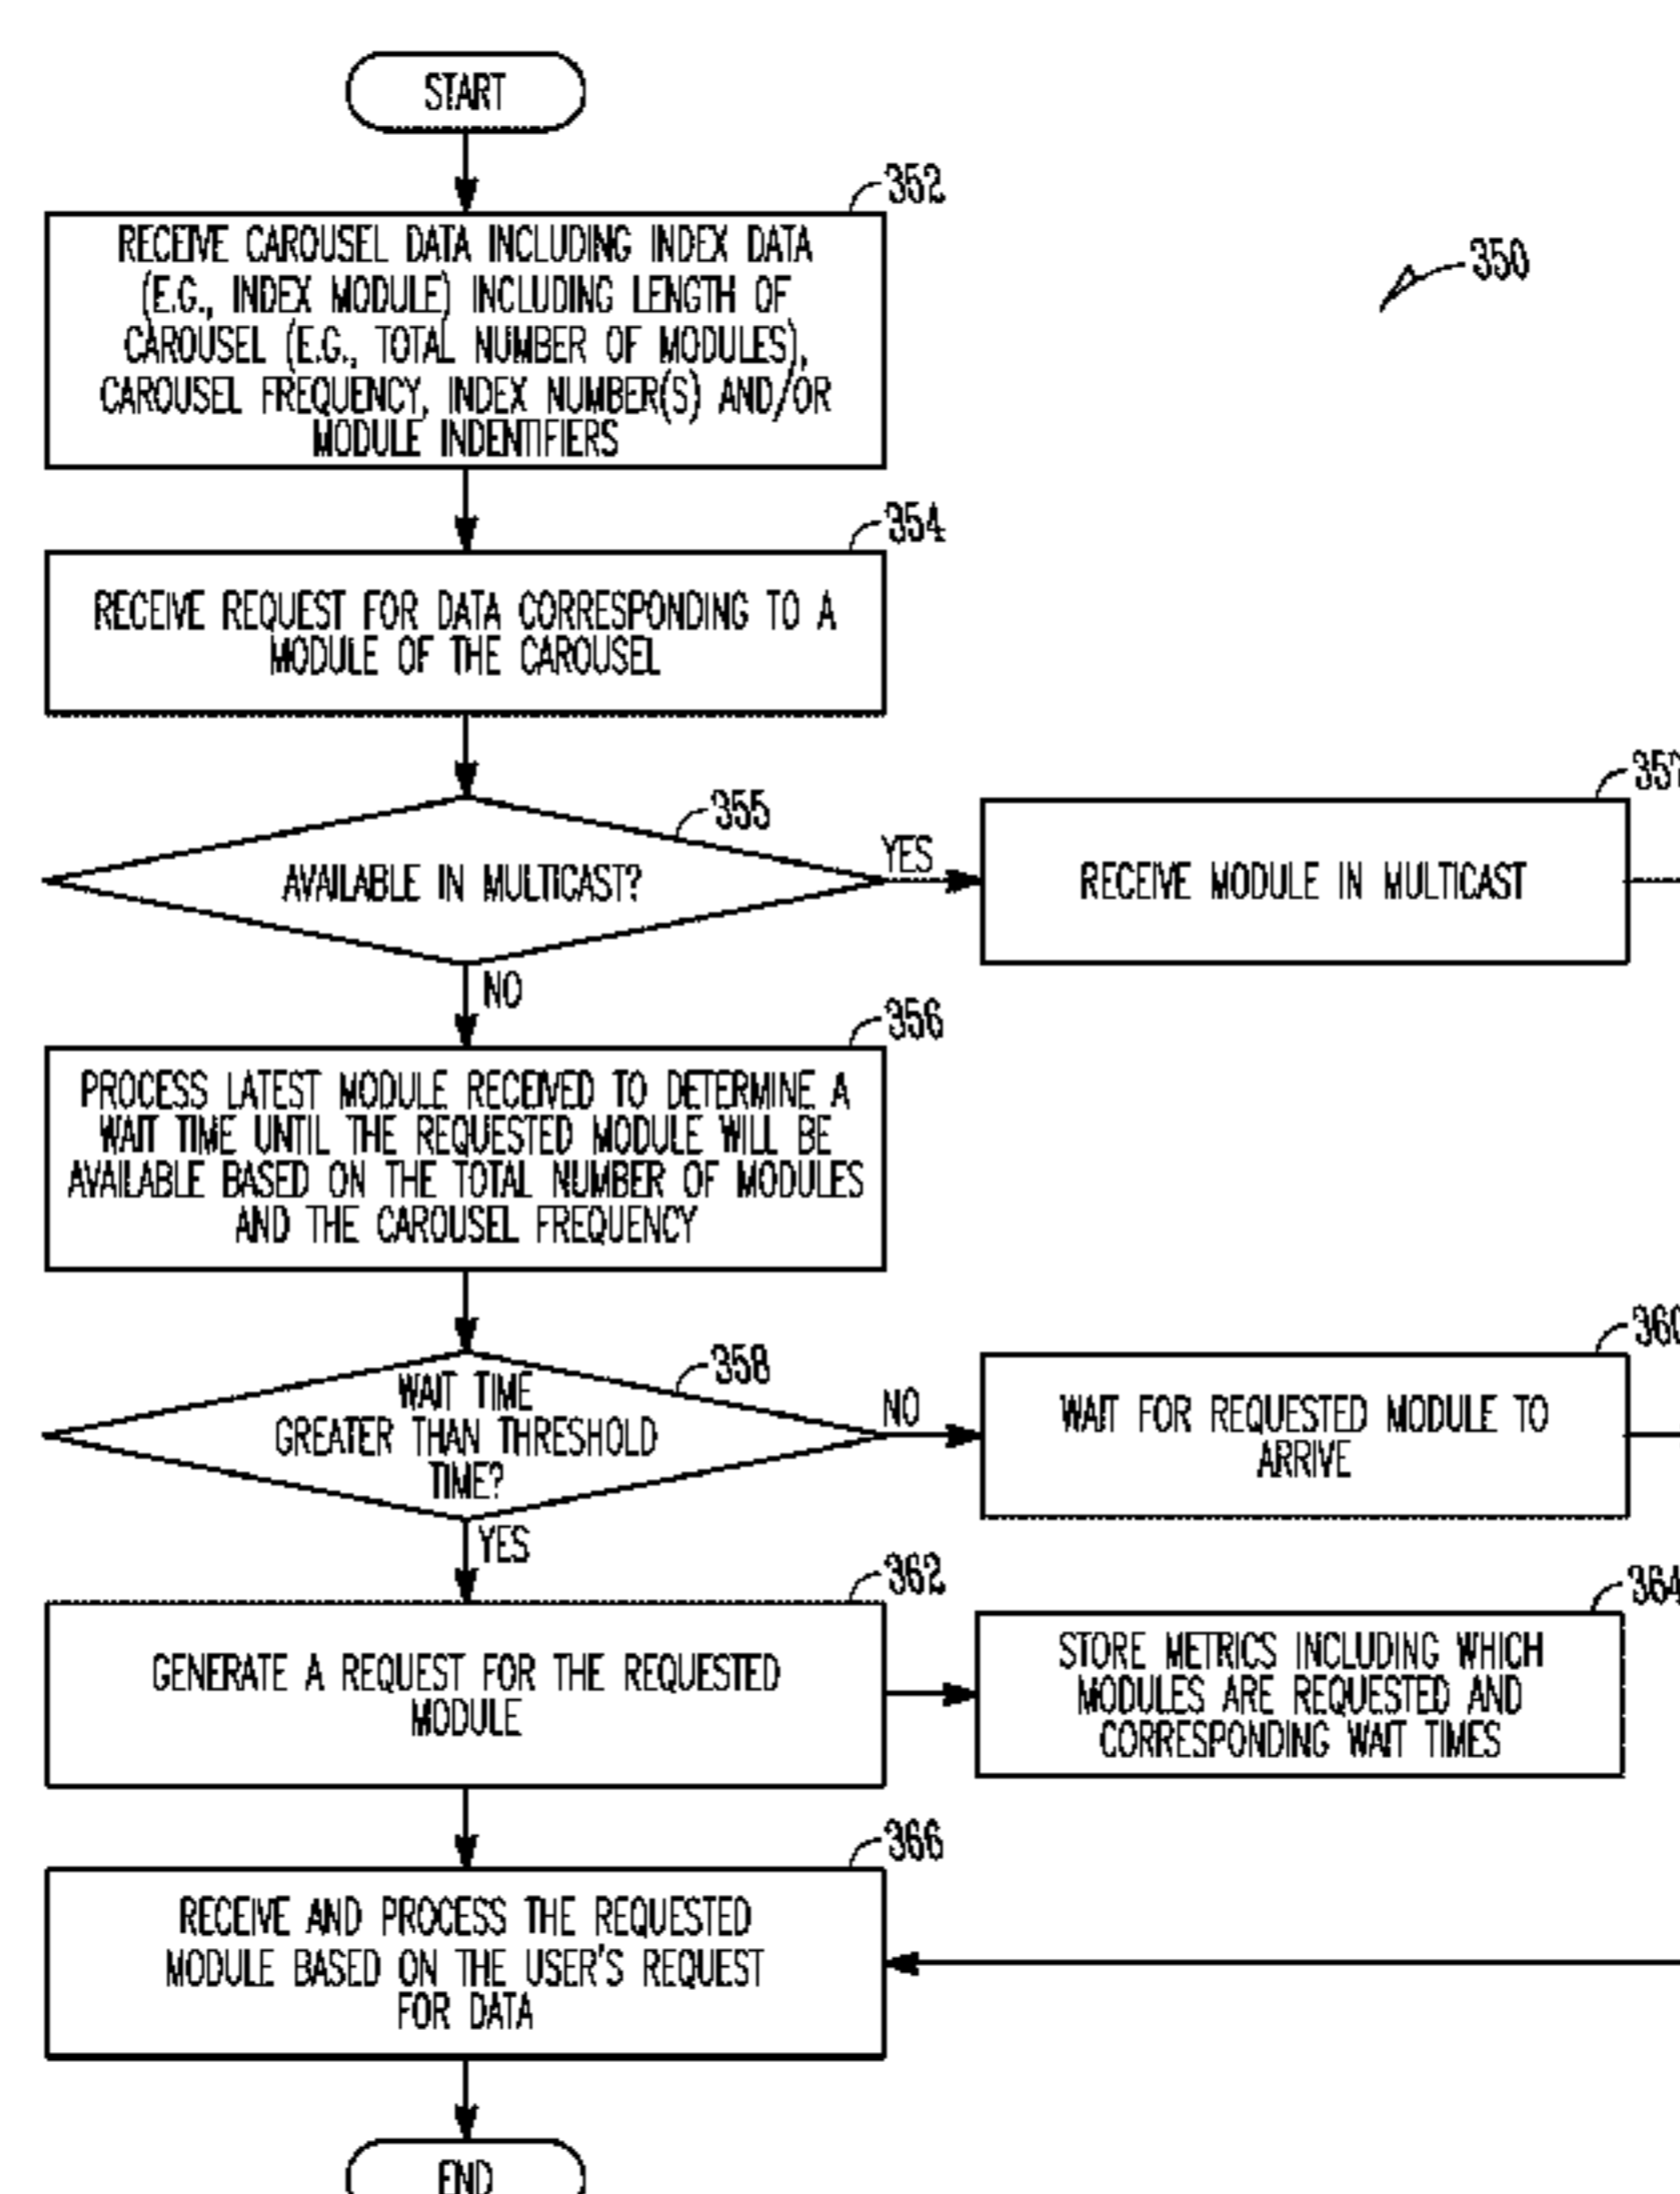 START
352
RECEIVE CAROUSEL DATA INCLUDING INDEX DATA
(E.G., INDEX MODULE) INCLUDING LENGTH OF
CAROUSEL (E.G., TOTAL NUMBER OF MODULES),
CAROUSEL FREQUENCY, INDEX NUMBER(S) AND/OR
MODULE INDENTIFIERS
350
354
RECEIVE REQUEST FOR DATA CORRESPONDING TO A
MODULE OF THE CAROUSEL
355
AVAILABLE IN MULTICAST?
YES
RECEIVE MODULE IN MULTICAST
NO
356
PROCESS LATEST MODULE RECEIVED TO DETERMINE A
WAIT TIME UNTIL THE REQUESTED MODULE WILL BE
AVAILABLE BASED ON THE TOTAL NUMBER OF MODULES
AND THE CAROUSEL FREQUENCY
358
WAIT TIME
GREATER THAN THRESHOLD
TIME?
NO
360
WAIT FOR REQUESTED MODULE TO
ARRIVE
YES
362
GENERATE A REQUEST FOR THE REQUESTED
MODULE
364
STORE METRICS INCLUDING WHICH
MODULES ARE REQUESTED AND
CORRESPONDING WAIT TIMES
366
RECEIVE AND PROCESS THE REQUESTED
MODULE BASED ON THE USER'S REQUEST
FOR DATA
END